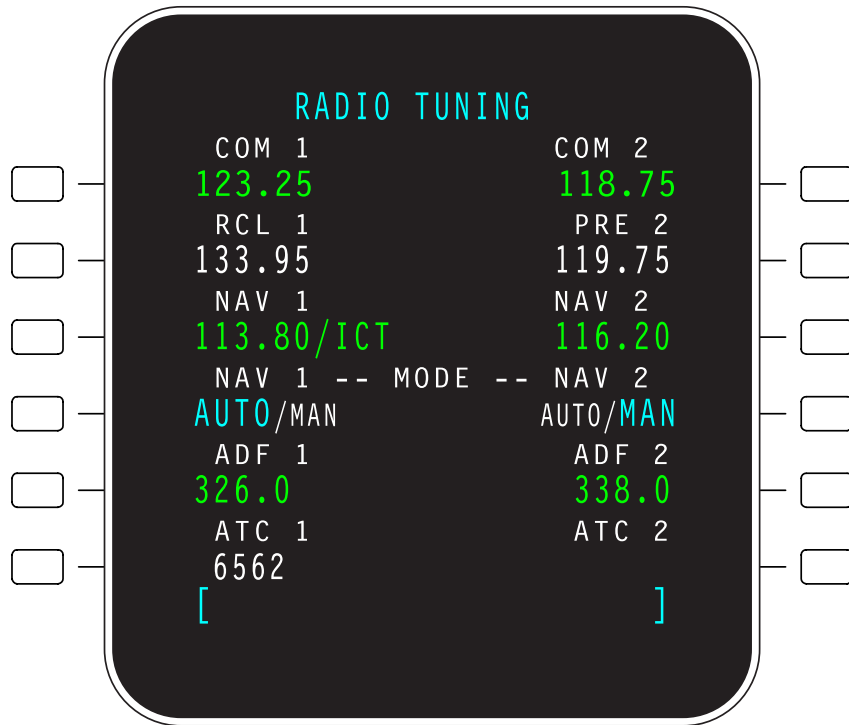 RADIO TUNING
COM 1 COM 2
123.25 118.75
RCL 1 PRE 2
133.95 119.75
NAV 1 NAV 2
113.80/ICT 116.20
NAV 1 -- MODE -- NAV 2
AUTO/MAN AUTO/MAN
ADF 1 ADF 2
326.0 338.0
ATC 1 ATC 2
6562
[ ]